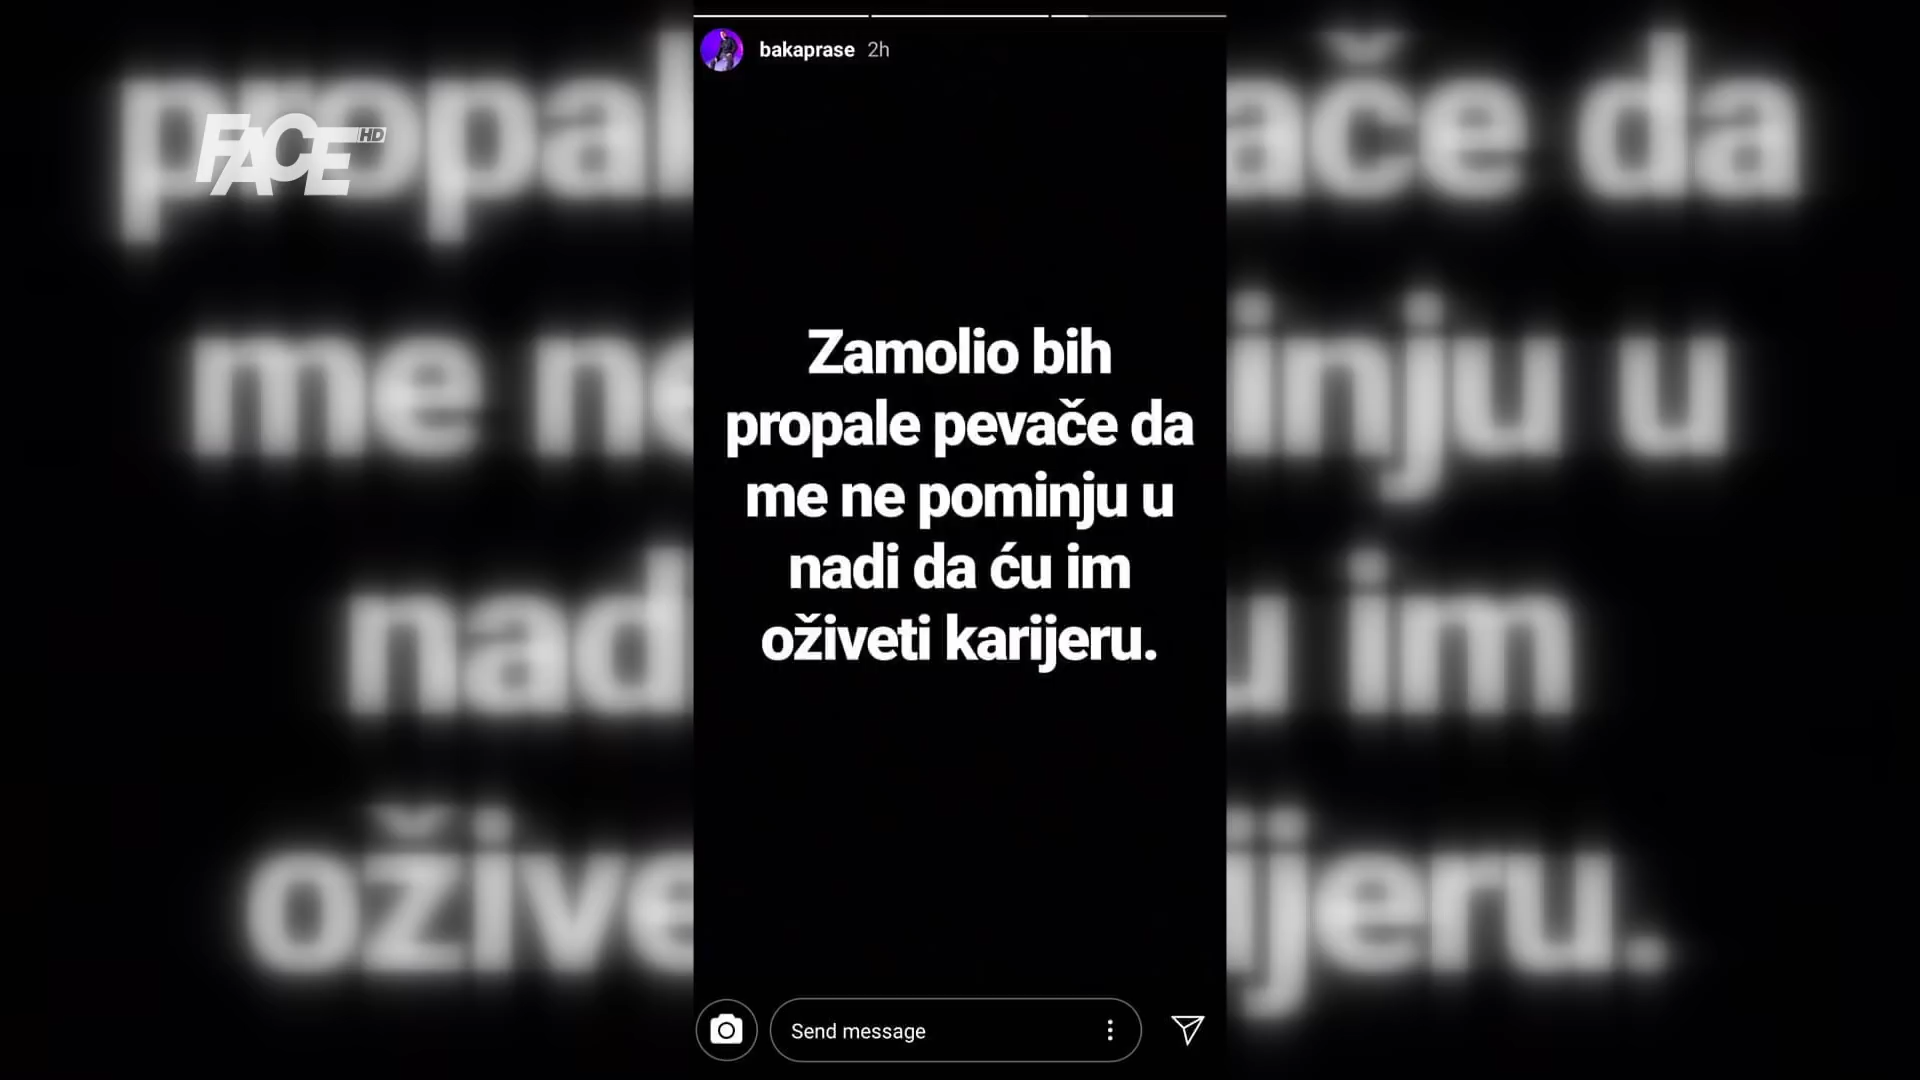 bakaprase 2h
FACE HD
Zamolio bih
propale pevače da
me ne pominju u
nadi da ću im
oživeti karijeru.
Send message